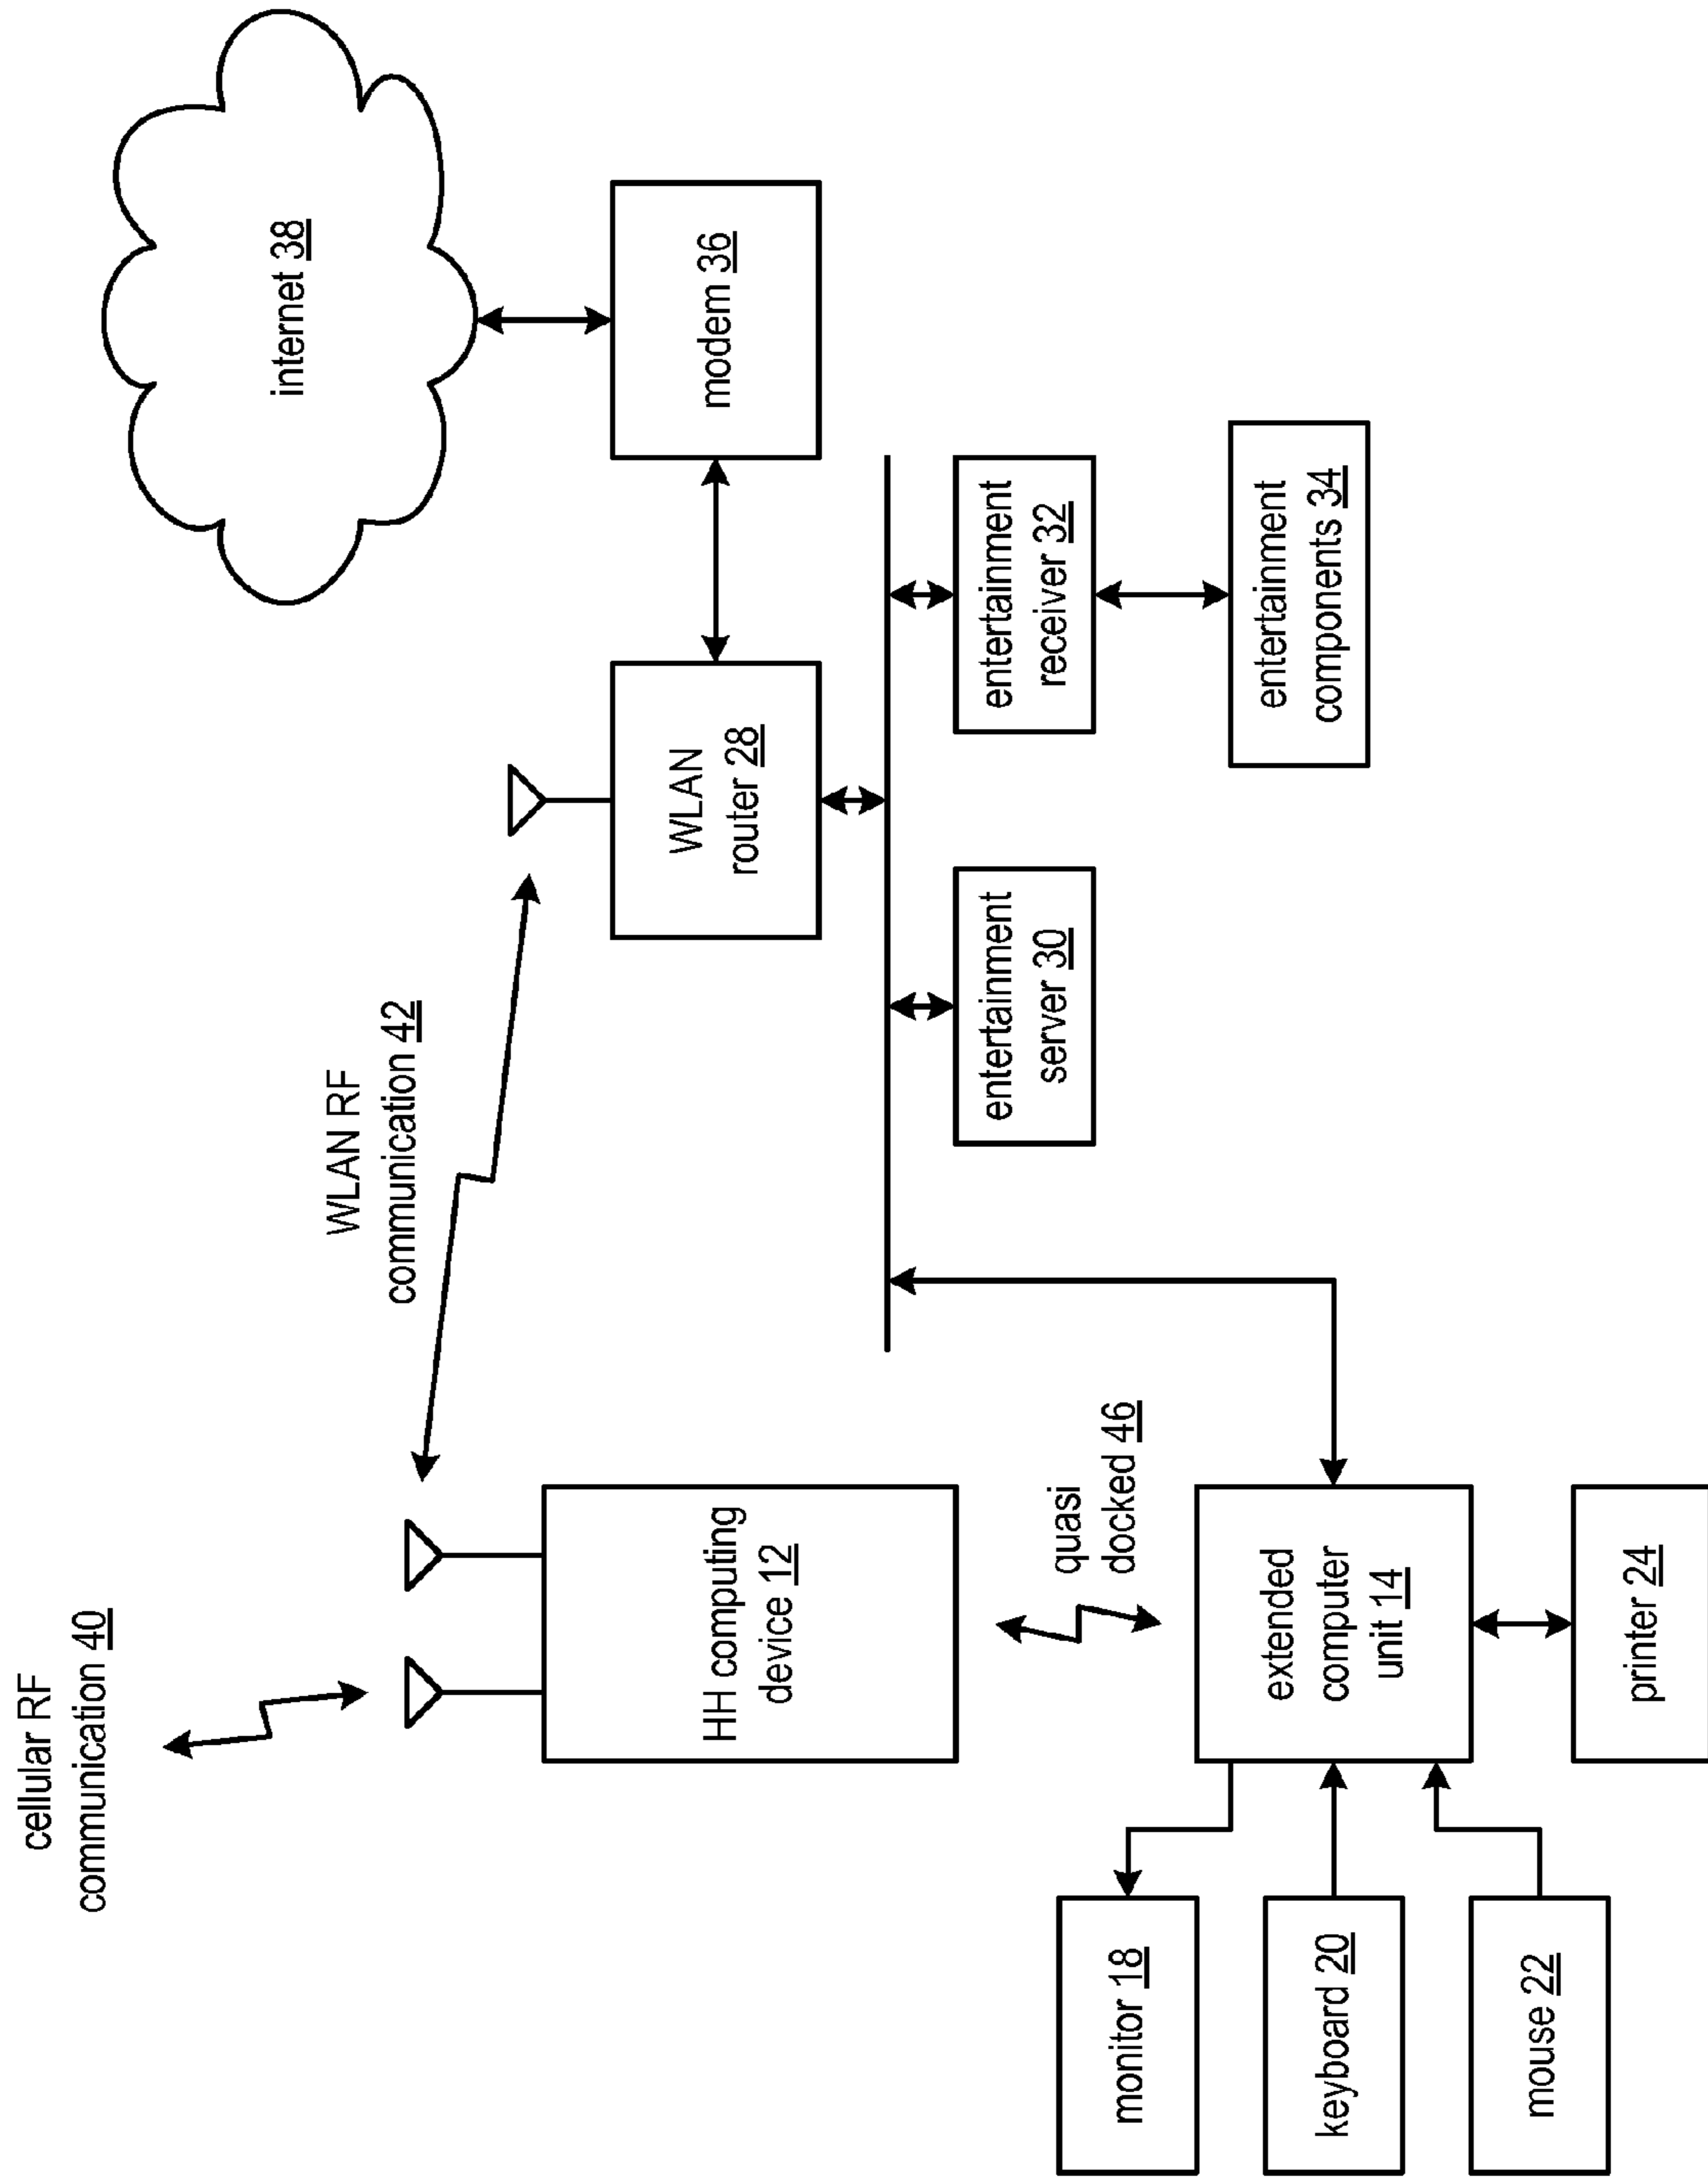 cellular RF
communication 40
WLAN RF
communication 42
internet 38
HH computing
device 12
WLAN
router 28
modem 36
quasi
docked 46
entertainment
server 30
entertainment
receiver 32
entertainment
components 34
monitor 18
keyboard 20
mouse 22
extended
computer
unit 14
printer 24